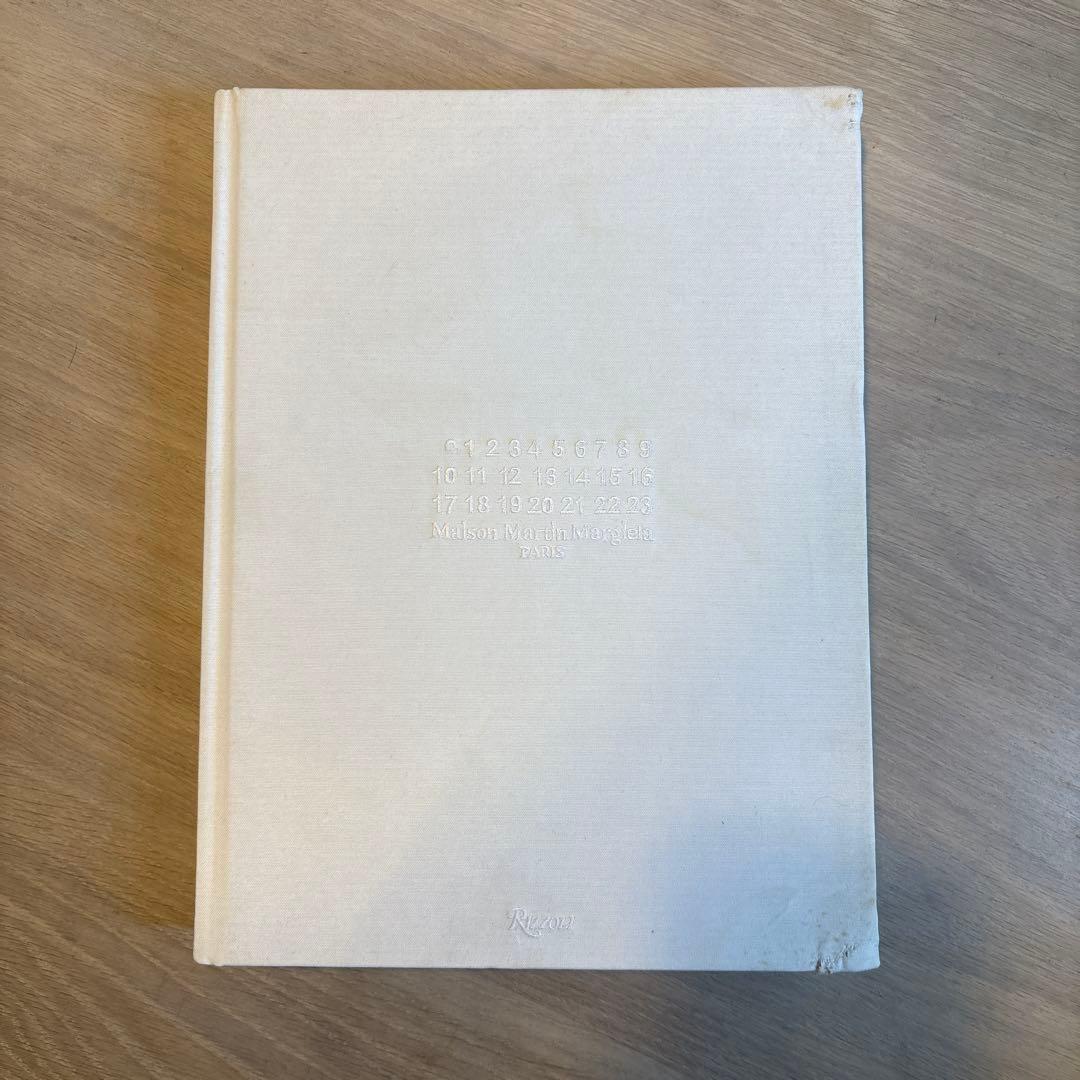 0 1 2 3 4 5 6 7 8 9
10 11 12 13 14 15 16
17 18 19 20 21 22 23
Maison Martin Margiela
PARIS
Rizzoli